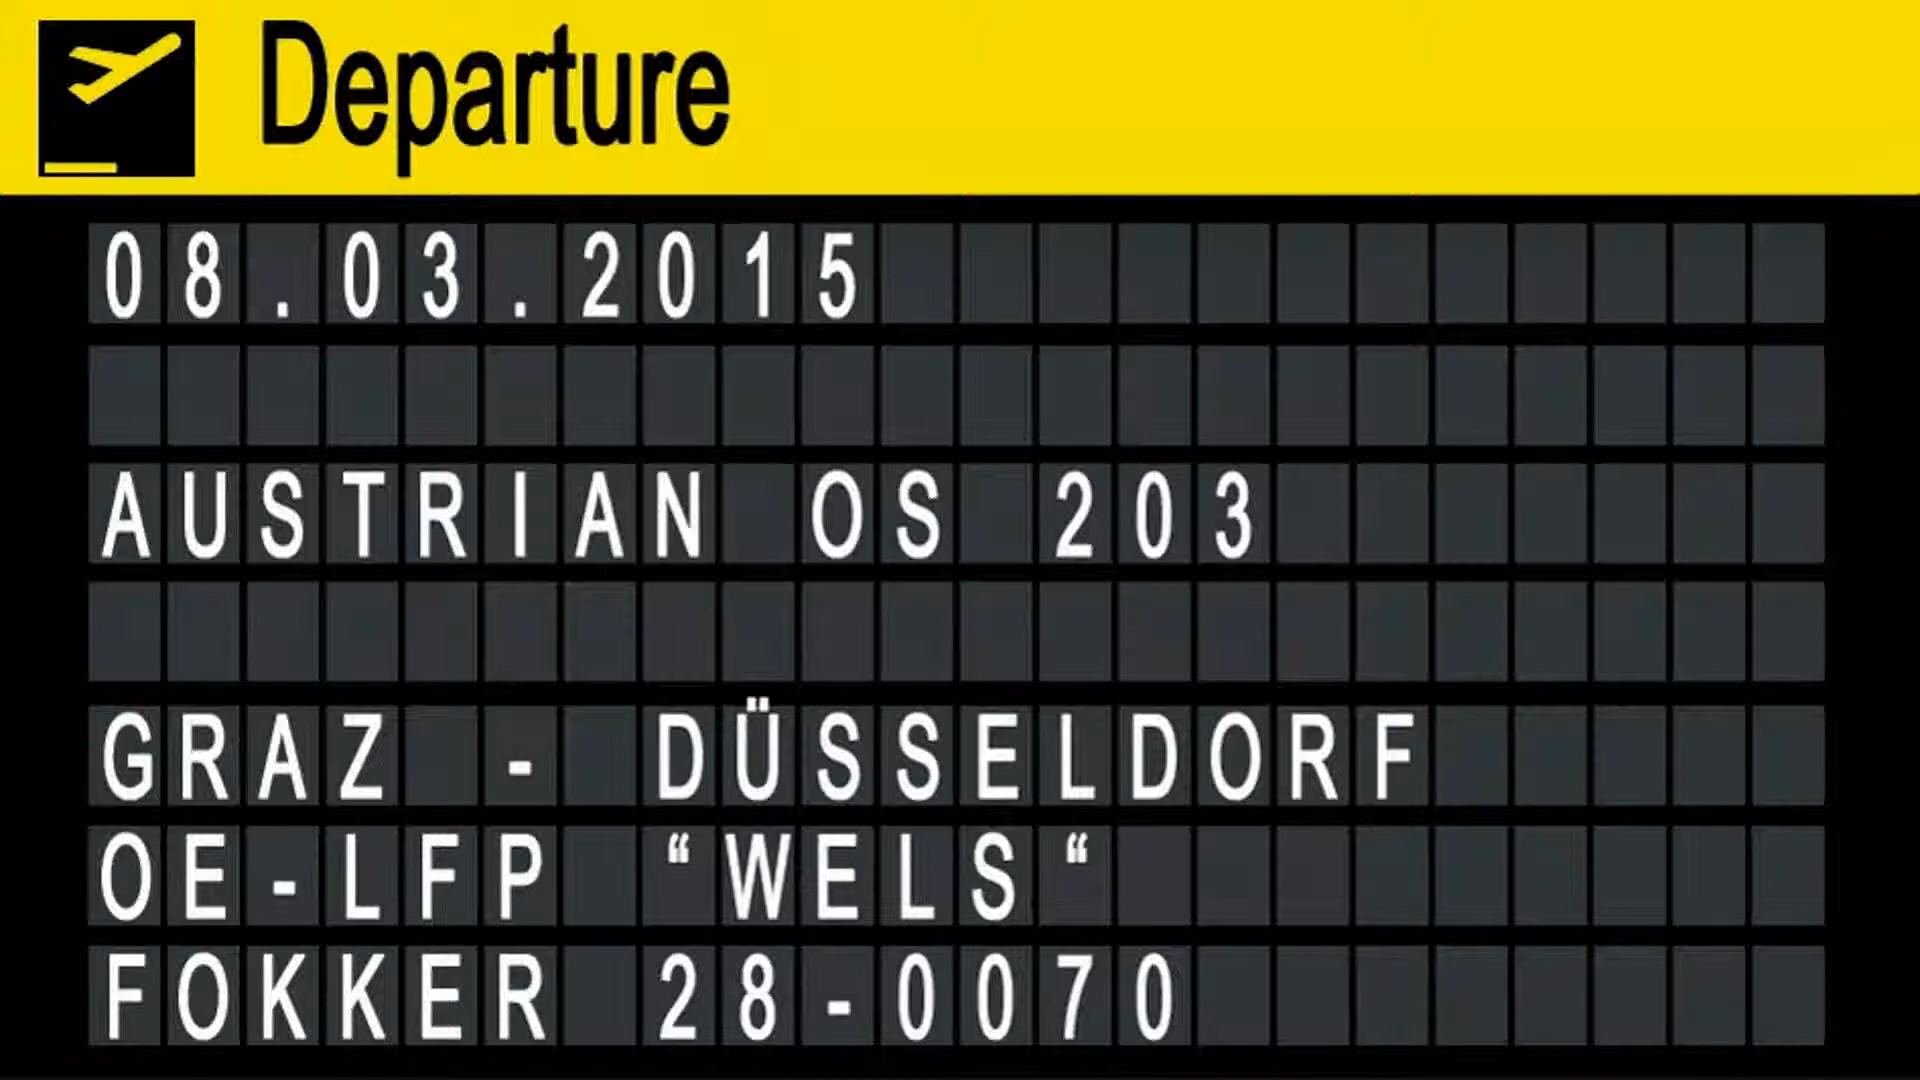 Departure
08.03.2015
AUSTRIAN OS 203
GRAZ - DÜSSELDORF
OE-LFP “WELS“
FOKKER 28-0070